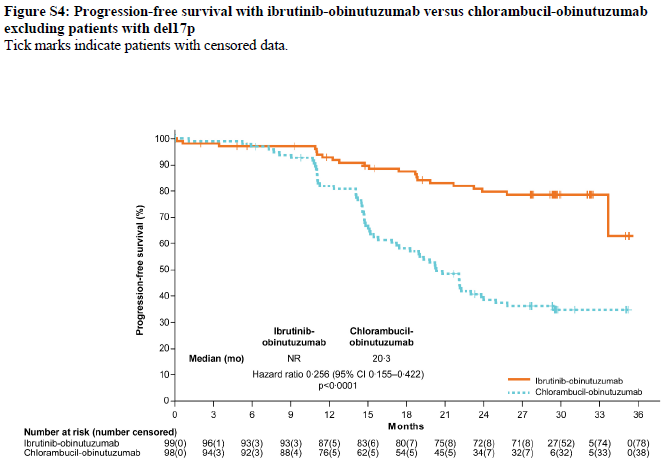 Figure S4: Progression-free survival with ibrutinib-obinutuzumab versus chlorambucil-obinutuzumab
excluding patients with del17p
Tick marks indicate patients with censored data.
100
90
80
70
60
50
40
30
20
10
0
Progression-free survival (%)
Ibrutinib-obinutuzumab
Chlorambucil-obinutuzumab
Median (mo) NR 20·3
Hazard ratio 0·256 (95% CI 0·155–0·422)
p<0·0001
Ibrutinib-obinutuzumab
Chlorambucil-obinutuzumab
0 3 6 9 12 15 18 21 24 27 30 33 36
Months
Number at risk (number censored)
Ibrutinib-obinutuzumab 99(0) 96(1) 93(3) 93(3) 87(5) 83(6) 80(7) 75(8) 72(8) 71(8) 27(52) 5(74) 0(78)
Chlorambucil-obinutuzumab 98(0) 94(3) 92(3) 88(4) 76(5) 62(5) 54(5) 45(5) 34(7) 32(7) 6(32) 5(33) 0(38)